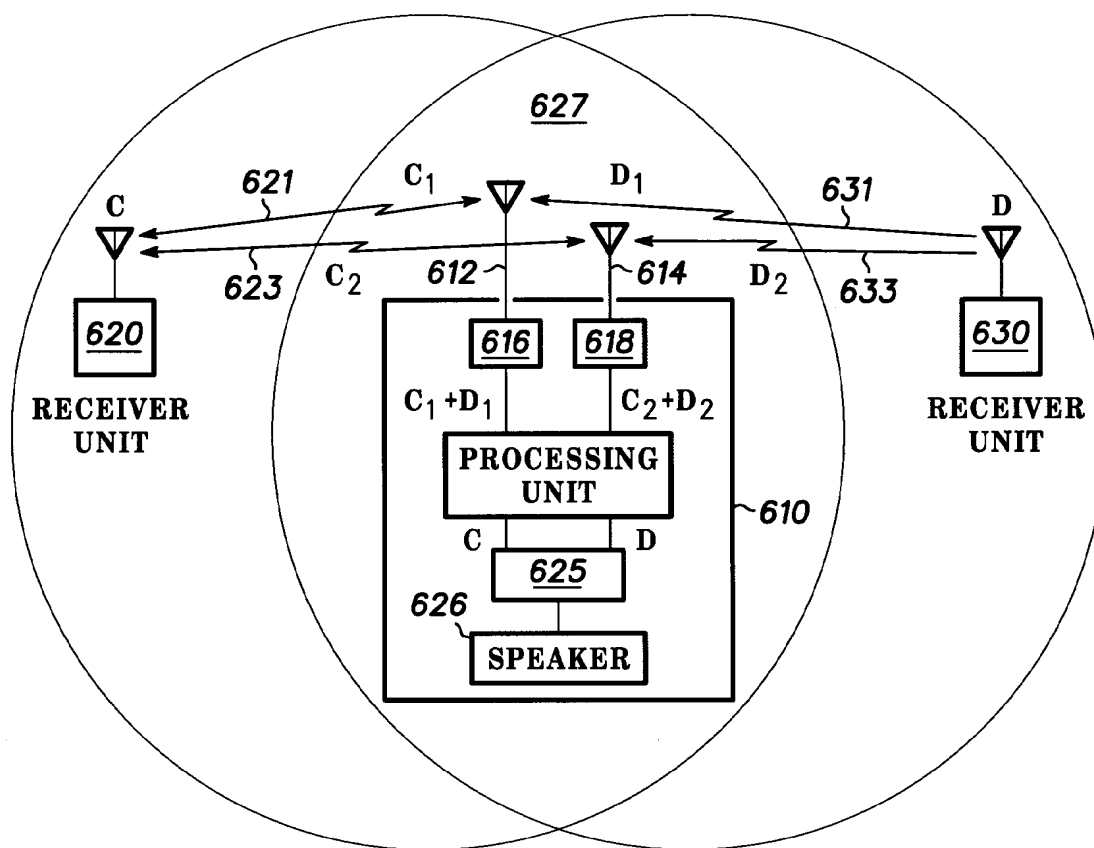 627
621
C₁
D₁
631
C
D
623
C₂
612
614
D₂
633
620
616
618
630
RECEIVER
UNIT
C₁+D₁
C₂+D₂
RECEIVER
UNIT
PROCESSING
UNIT
610
C
D
625
626
SPEAKER